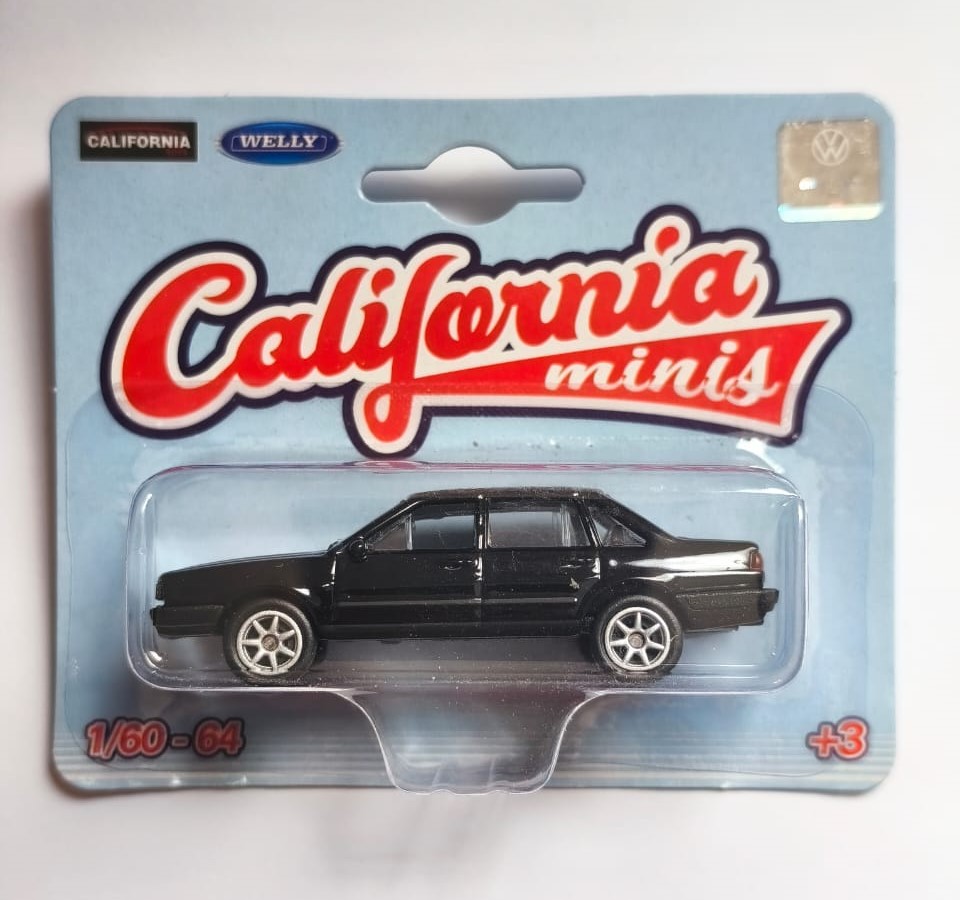 CALIFORNIA
WELLY
California
minis
1/60 - 64
+3